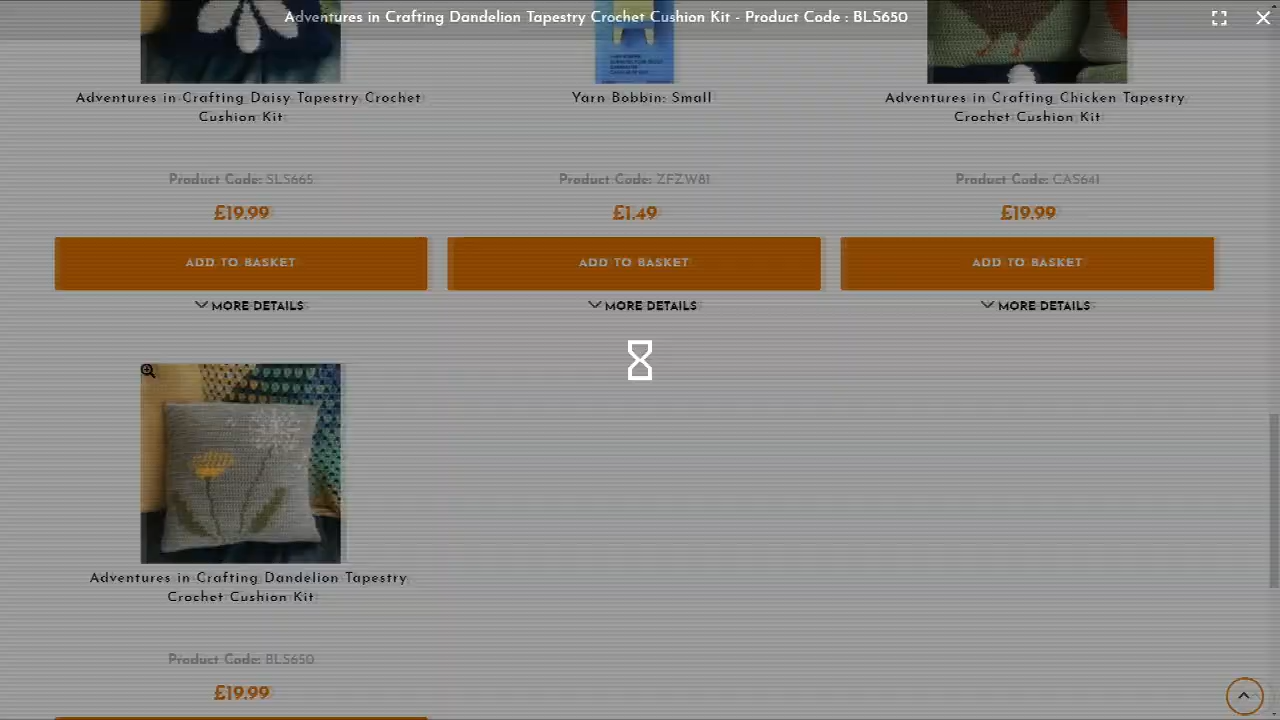 Adventures in Crafting Dandelion Tapestry Crochet Cushion Kit - Product Code : BLS650
Adventures in Crafting Daisy Tapestry Crochet
Cushion Kit
Yarn Bobbin: Small
Adventures in Crafting Chicken Tapestry
Crochet Cushion Kit
Product Code: SLS665
Product Code: ZFZW81
Product Code: CAS641
£19.99
£1.49
£19.99
ADD TO BASKET
ADD TO BASKET
ADD TO BASKET
MORE DETAILS
MORE DETAILS
MORE DETAILS
Adventures in Crafting Dandelion Tapestry
Crochet Cushion Kit
Product Code: BLS650
£19.99